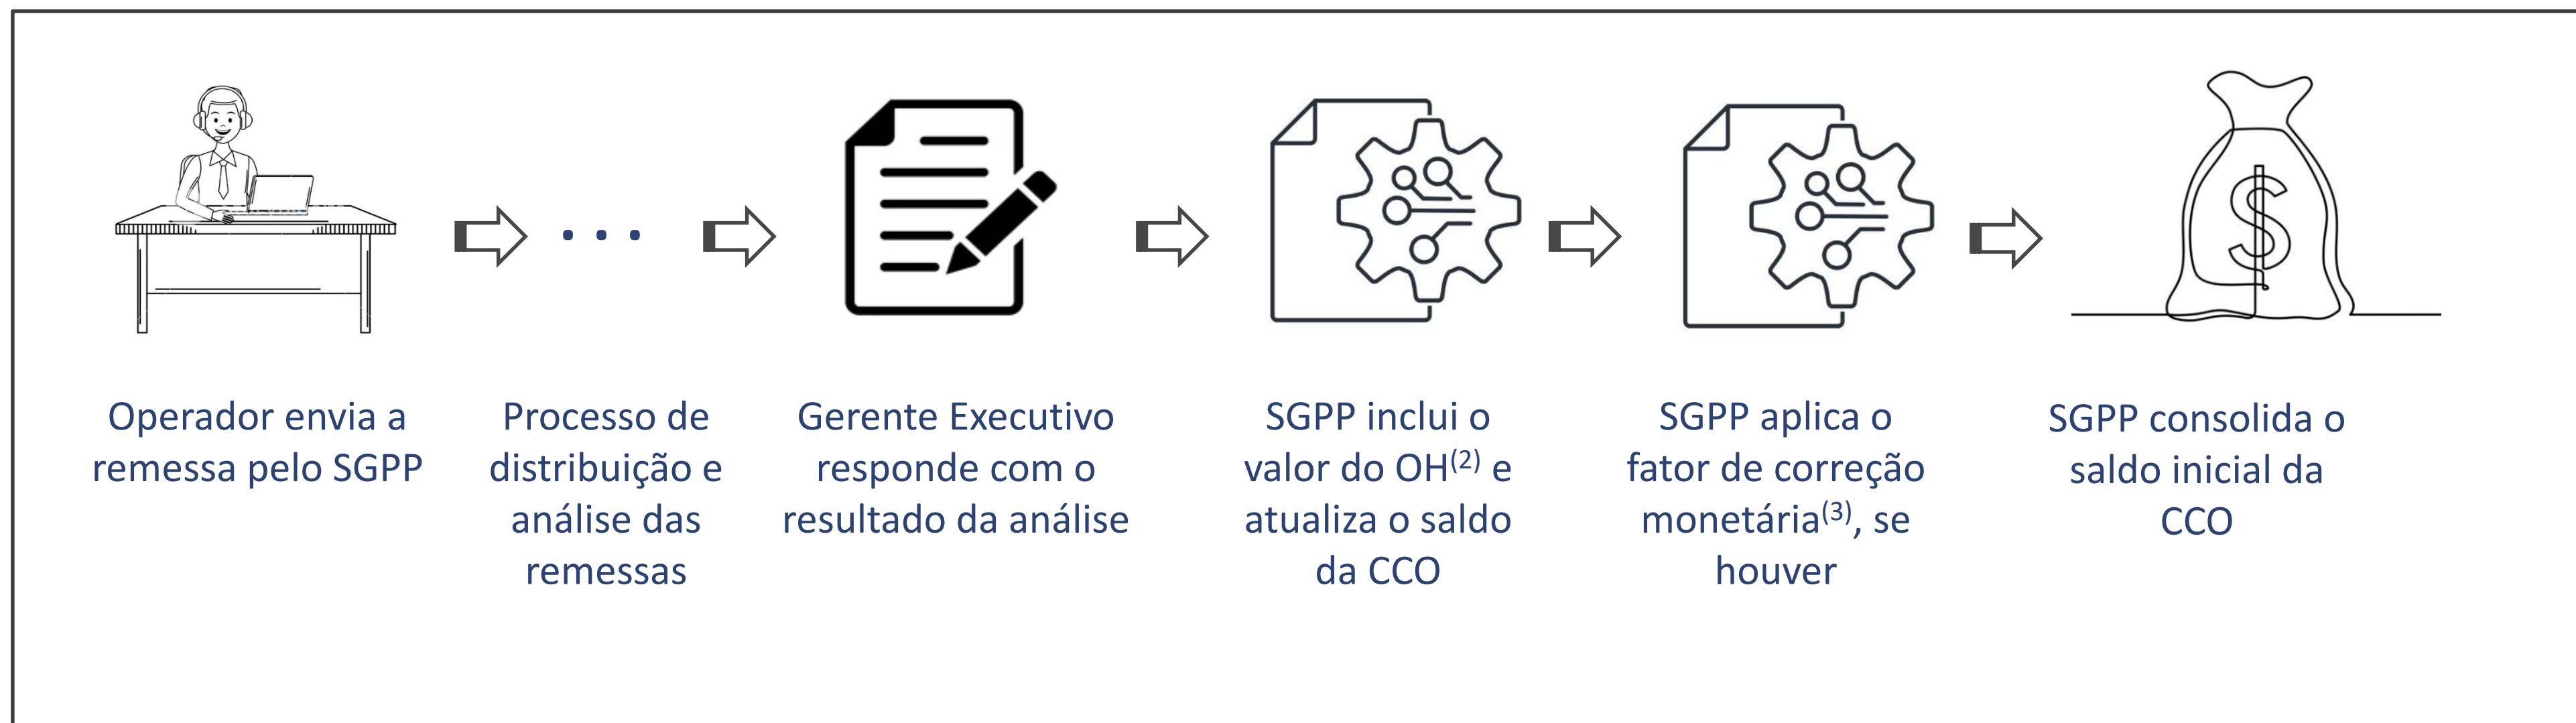 Operador envia a
remessa pelo SGPP
Processo de
distribuição e
análise das
remessas
Gerente Executivo
responde com o
resultado da análise
SGPP inclui o
valor do OH(2) e
atualiza o saldo
da CCO
SGPP aplica o
fator de correção
monetária(3), se
houver
SGPP consolida o
saldo inicial da
CCO